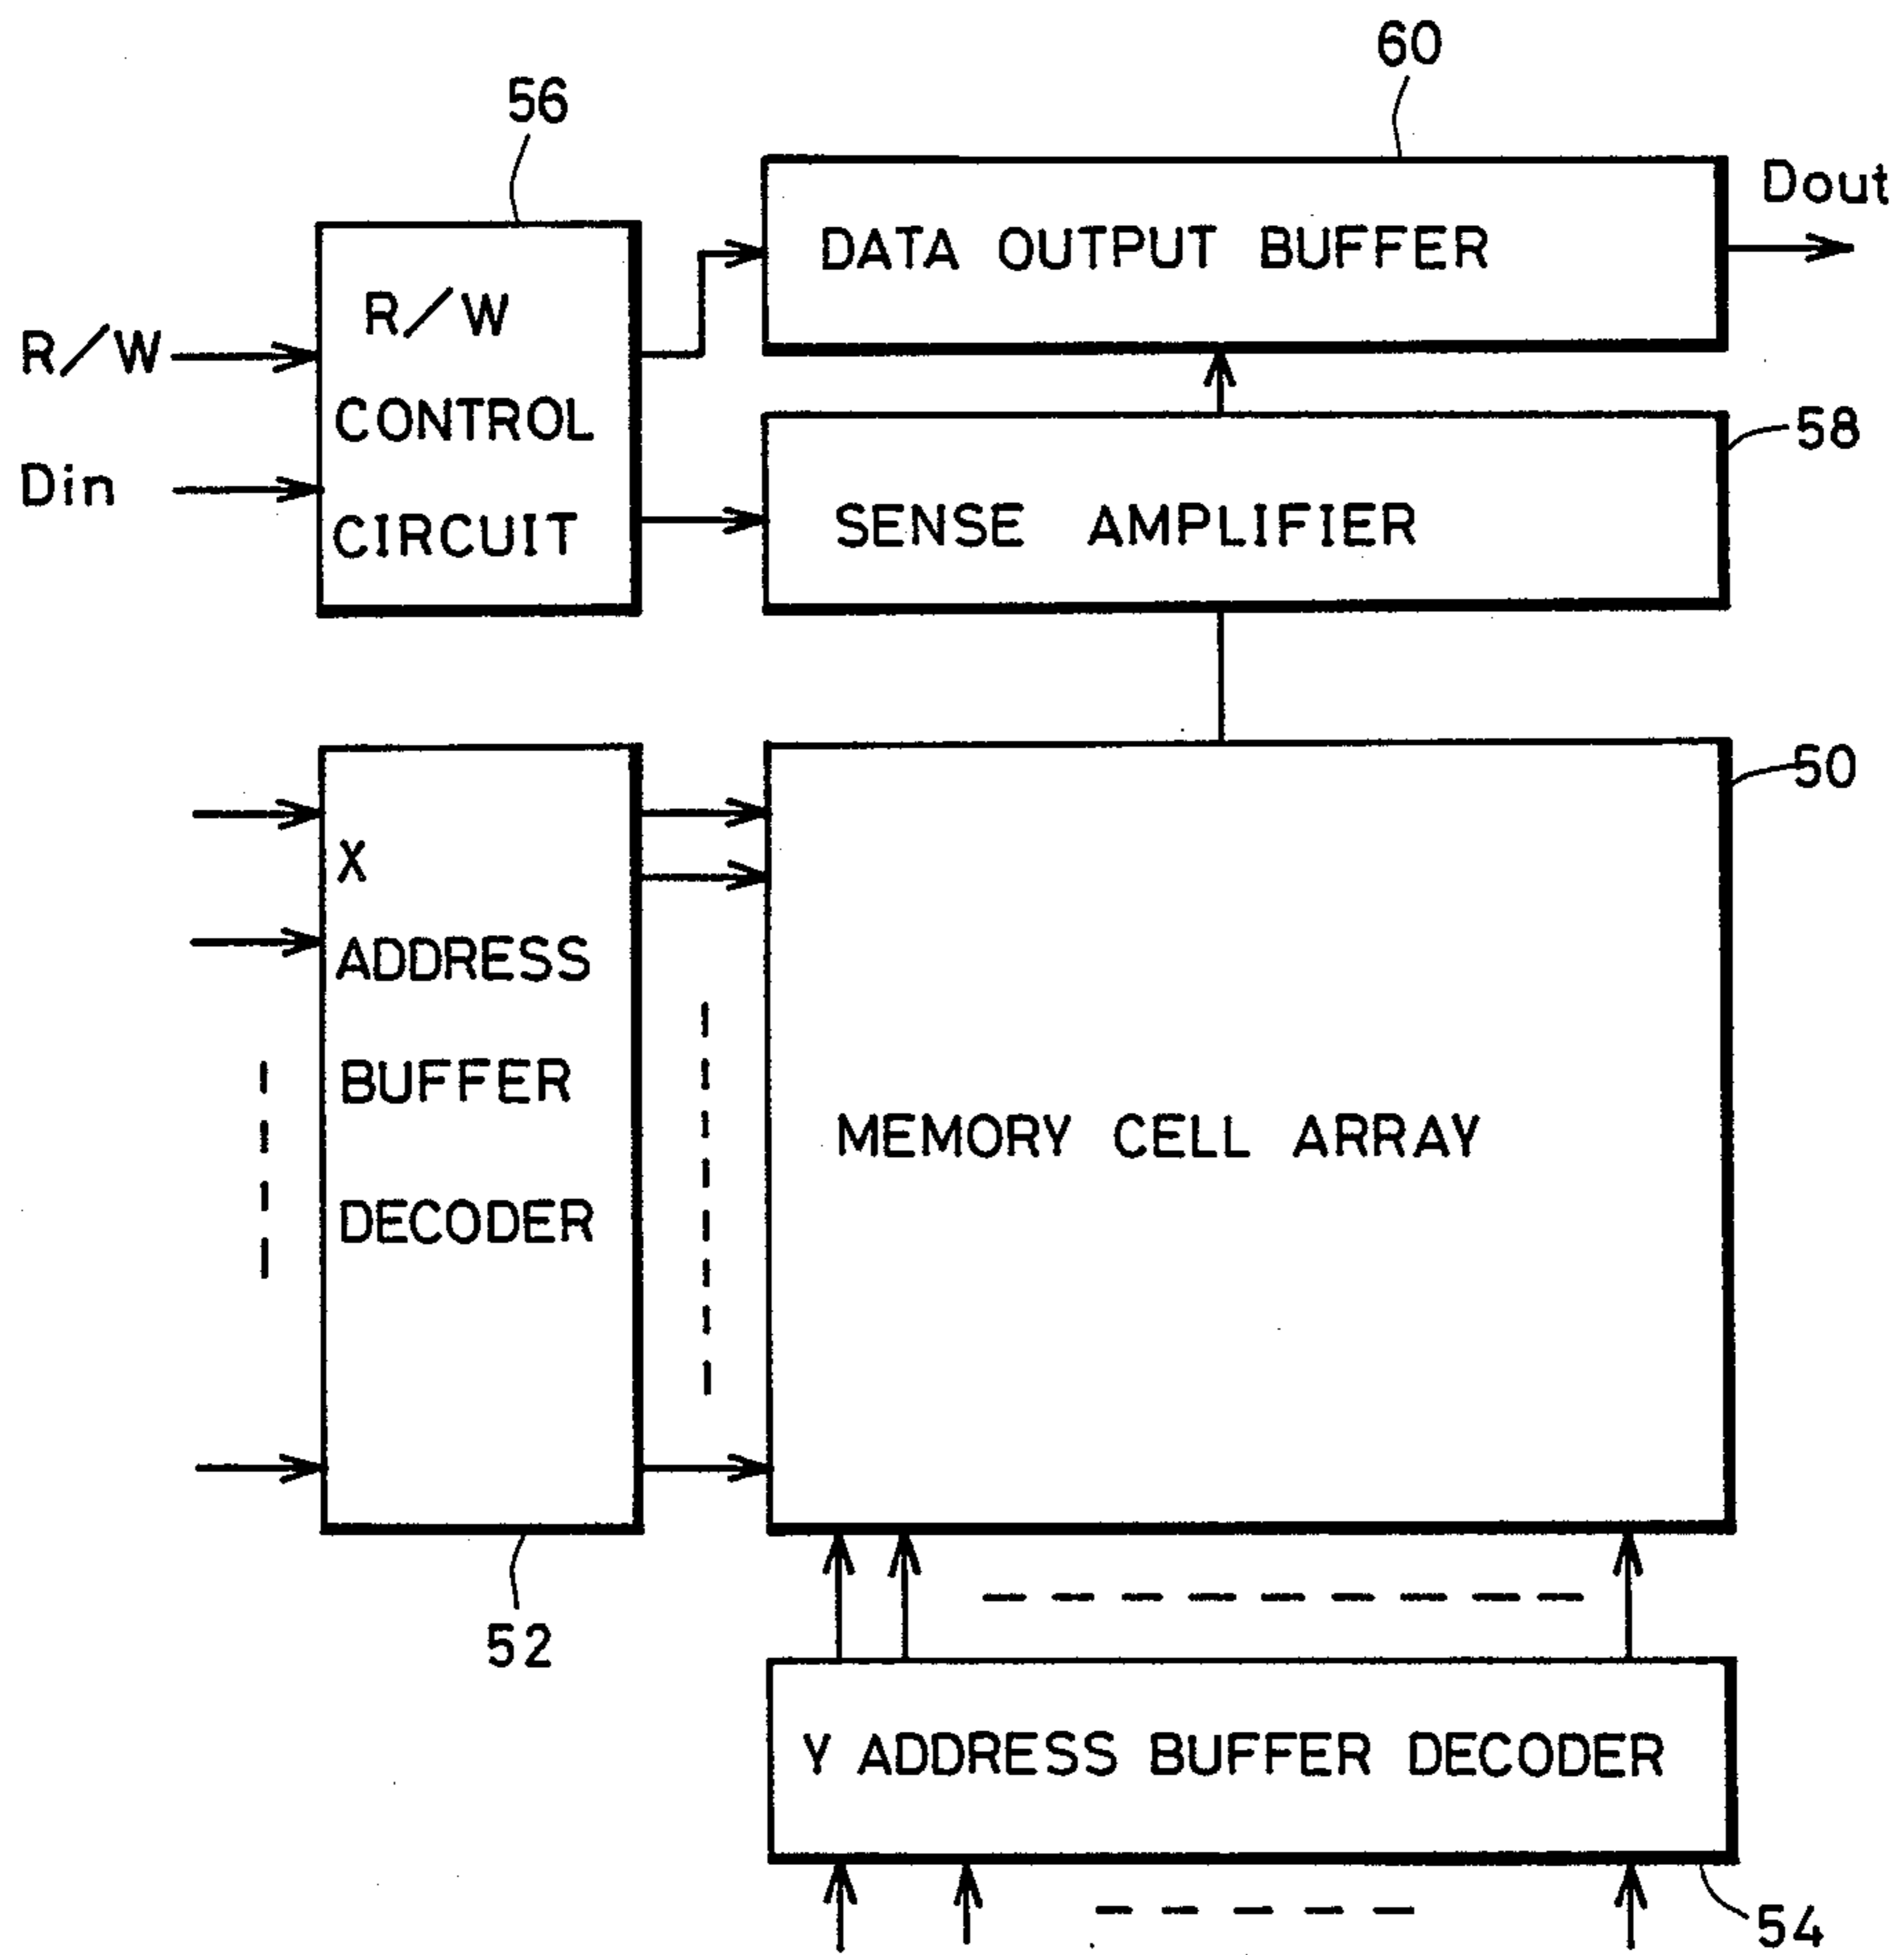 60
56
Dout
DATA OUTPUT BUFFER
R/W
R/W
CONTROL
CIRCUIT
Din
58
SENSE AMPLIFIER
50
X
ADDRESS
BUFFER
DECODER
MEMORY CELL ARRAY
52
Y ADDRESS BUFFER DECODER
54